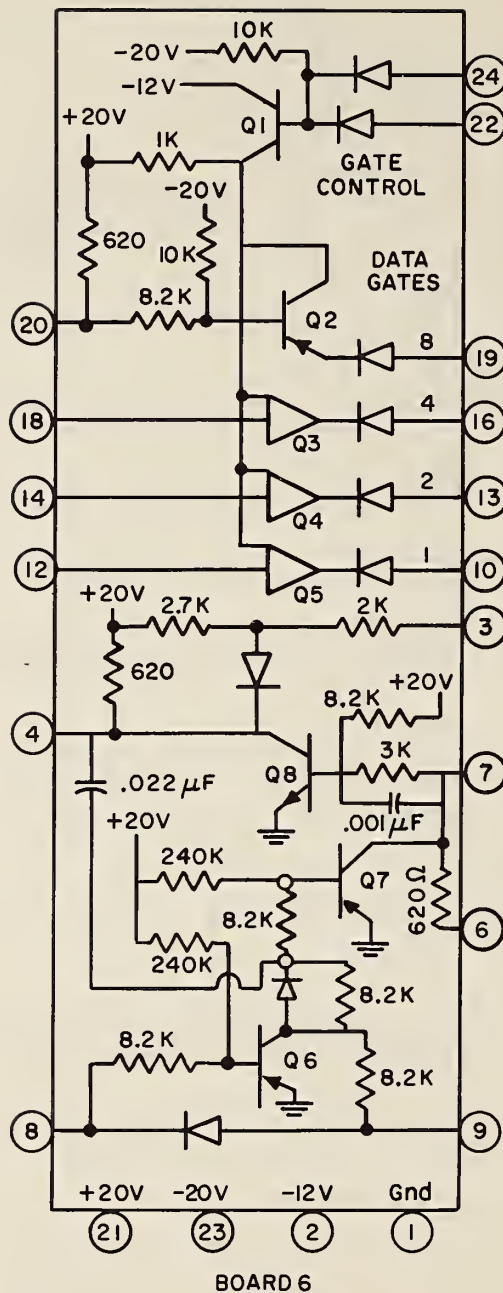 10K
-20V
24
-12V
Q1
22
+20V
1K
GATE
CONTROL
-20V
620
10K
DATA
GATES
20
8.2K
Q2
8
19
18
4
16
Q3
14
2
13
Q4
12
1
10
Q5
+20V
2.7K
2K
3
620
8.2K
+20V
4
Q8
3K
7
.022 µF
.001 µF
+20V
240K
Q7
620Ω
8.2K
6
240K
8.2K
8.2K
Q6
8.2K
8
9
+20V -20V -12V Gnd
21 23 2 1
BOARD 6